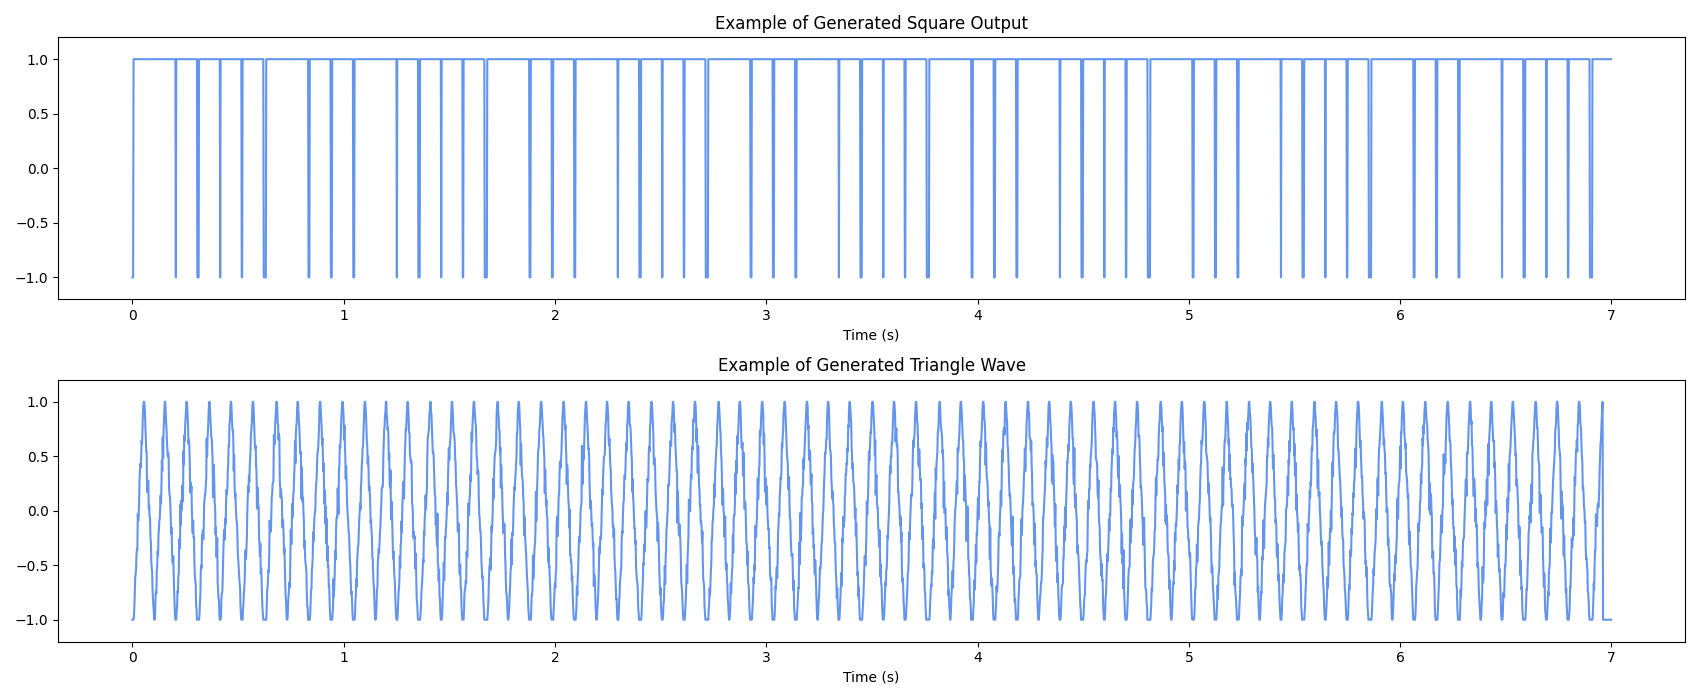 Example of Generated Square Output
1.0
0.5
0.0
−0.5
−1.0
0 1 2 3 4 5 6 7
Time (s)
Example of Generated Triangle Wave
1.0
0.5
0.0
−0.5
−1.0
0 1 2 3 4 5 6 7
Time (s)